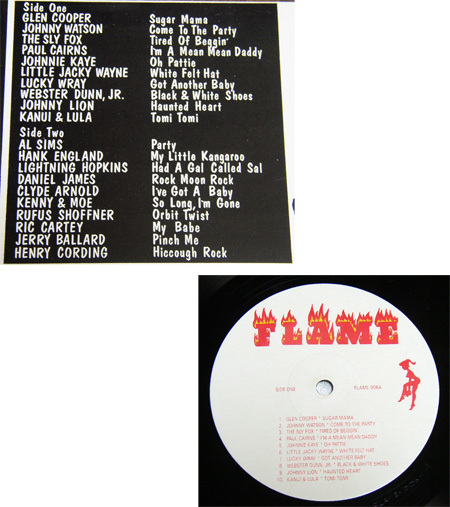 Side One
GLEN COOPER Sugar Mama
JOHNNY WATSON Come To The Party
THE SLY FOX Tired Of Beggin'
PAUL CAIRNS I'm A Mean Mean Daddy
JOHNNIE KAYE Oh Pattie
LITTLE JACKY WAYNE White Felt Hat
LUCKY WRAY Got Another Baby
WEBSTER DUNN, JR. Black & White Shoes
JOHNNY LION Haunted Heart
KANUI & LULA Tomi Tomi
Side Two
AL SIMS Party
HANK ENGLAND My Little Kangaroo
LIGHTNING HOPKINS Had A Gal Called Sal
DANIEL JAMES Rock Moon Rock
CLYDE ARNOLD I've Got A Baby
KENNY & MOE So Long, I'm Gone
RUFUS SHOFFNER Orbit Twist
RIC CARTEY My Babe
JERRY BALLARD Pinch Me
HENRY CORDING Hiccough Rock
FLAME
SIDE ONE FLAME 006A
1. GLEN COOPER * SUGAR MAMA
2. JOHNNY WATSON * COME TO THE PARTY
3. THE SLY FOX * TIRED OF BEGGIN'
4. PAUL CAIRNS * I'M A MEAN MEAN DADDY
5. JOHNNIE KAYE * OH PATTIE
6. LITTLE JACKY WAYNE * WHITE FELT HAT
7. LUCKY WRAY * GOT ANOTHER BABY
8. WEBSTER DUNN, JR. * BLACK & WHITE SHOES
9. JOHNNY LION * HAUNTED HEART
10. KANUI & LULA * TOMI TOMI